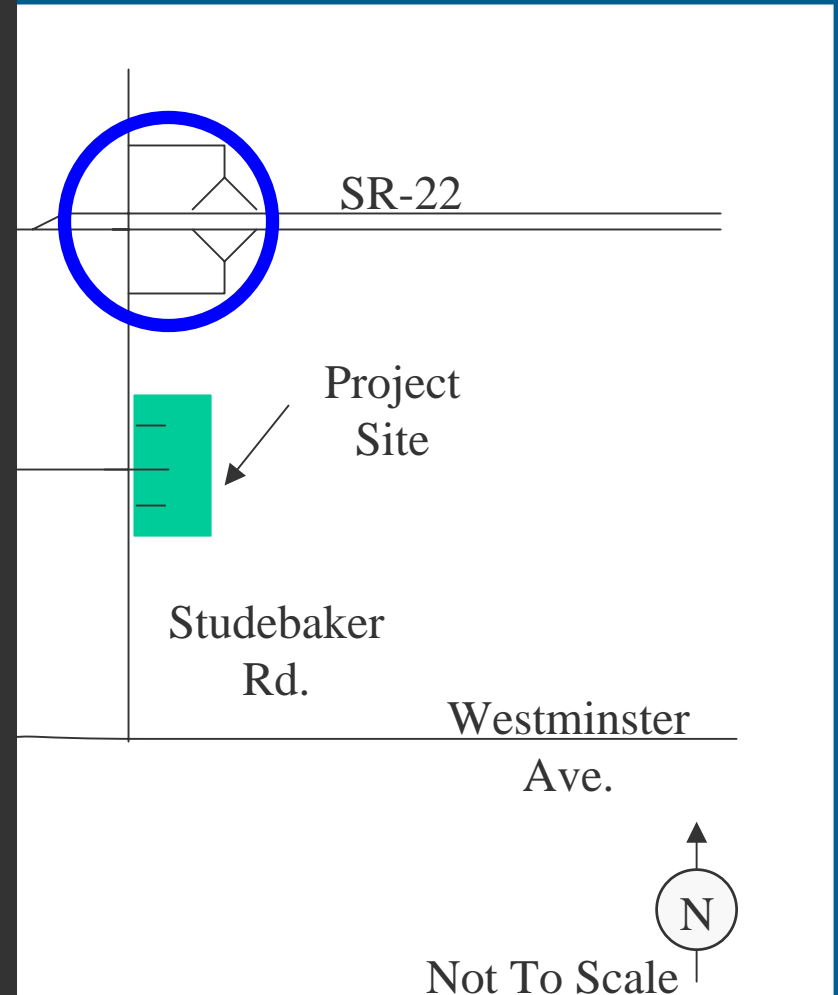 SR-22
Project
Site
Studebaker
Rd.
Westminster
Ave.
N
Not To Scale